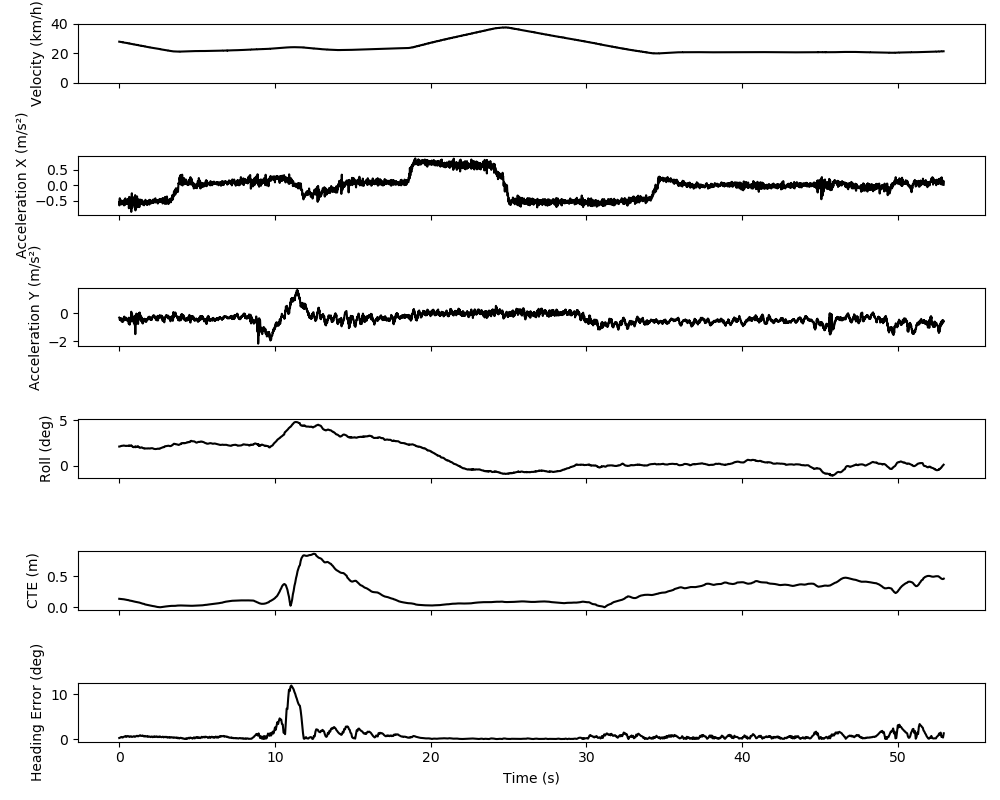 Velocity (km/h)
40
20
0
Acceleration X (m/s²)
0.5
0.0
−0.5
Acceleration Y (m/s²)
0
−2
Roll (deg)
5
0
CTE (m)
0.5
0.0
Heading Error (deg)
10
0
0 10 20 30 40 50
Time (s)